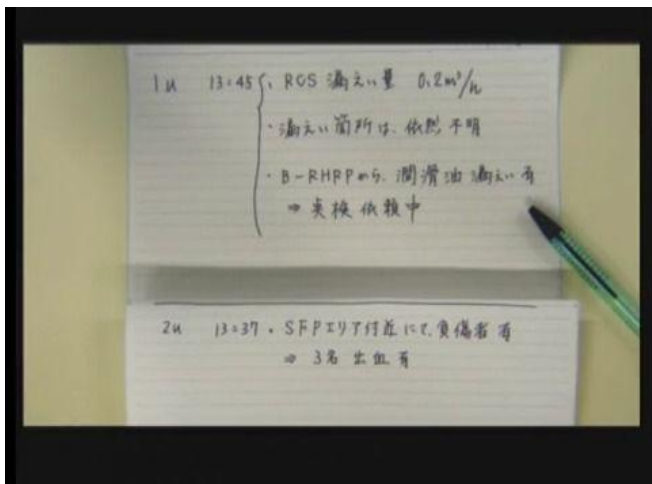 1u 13:45 ・RCS 漏えい量 0.2m³/h
・漏えい箇所は、依然不明
・B-RHRPから、潤滑油漏えい有
⇒ 点検依頼中
2u 13:37 ・SFPエリア付近にて、負傷者有
⇒ 3名 出血有